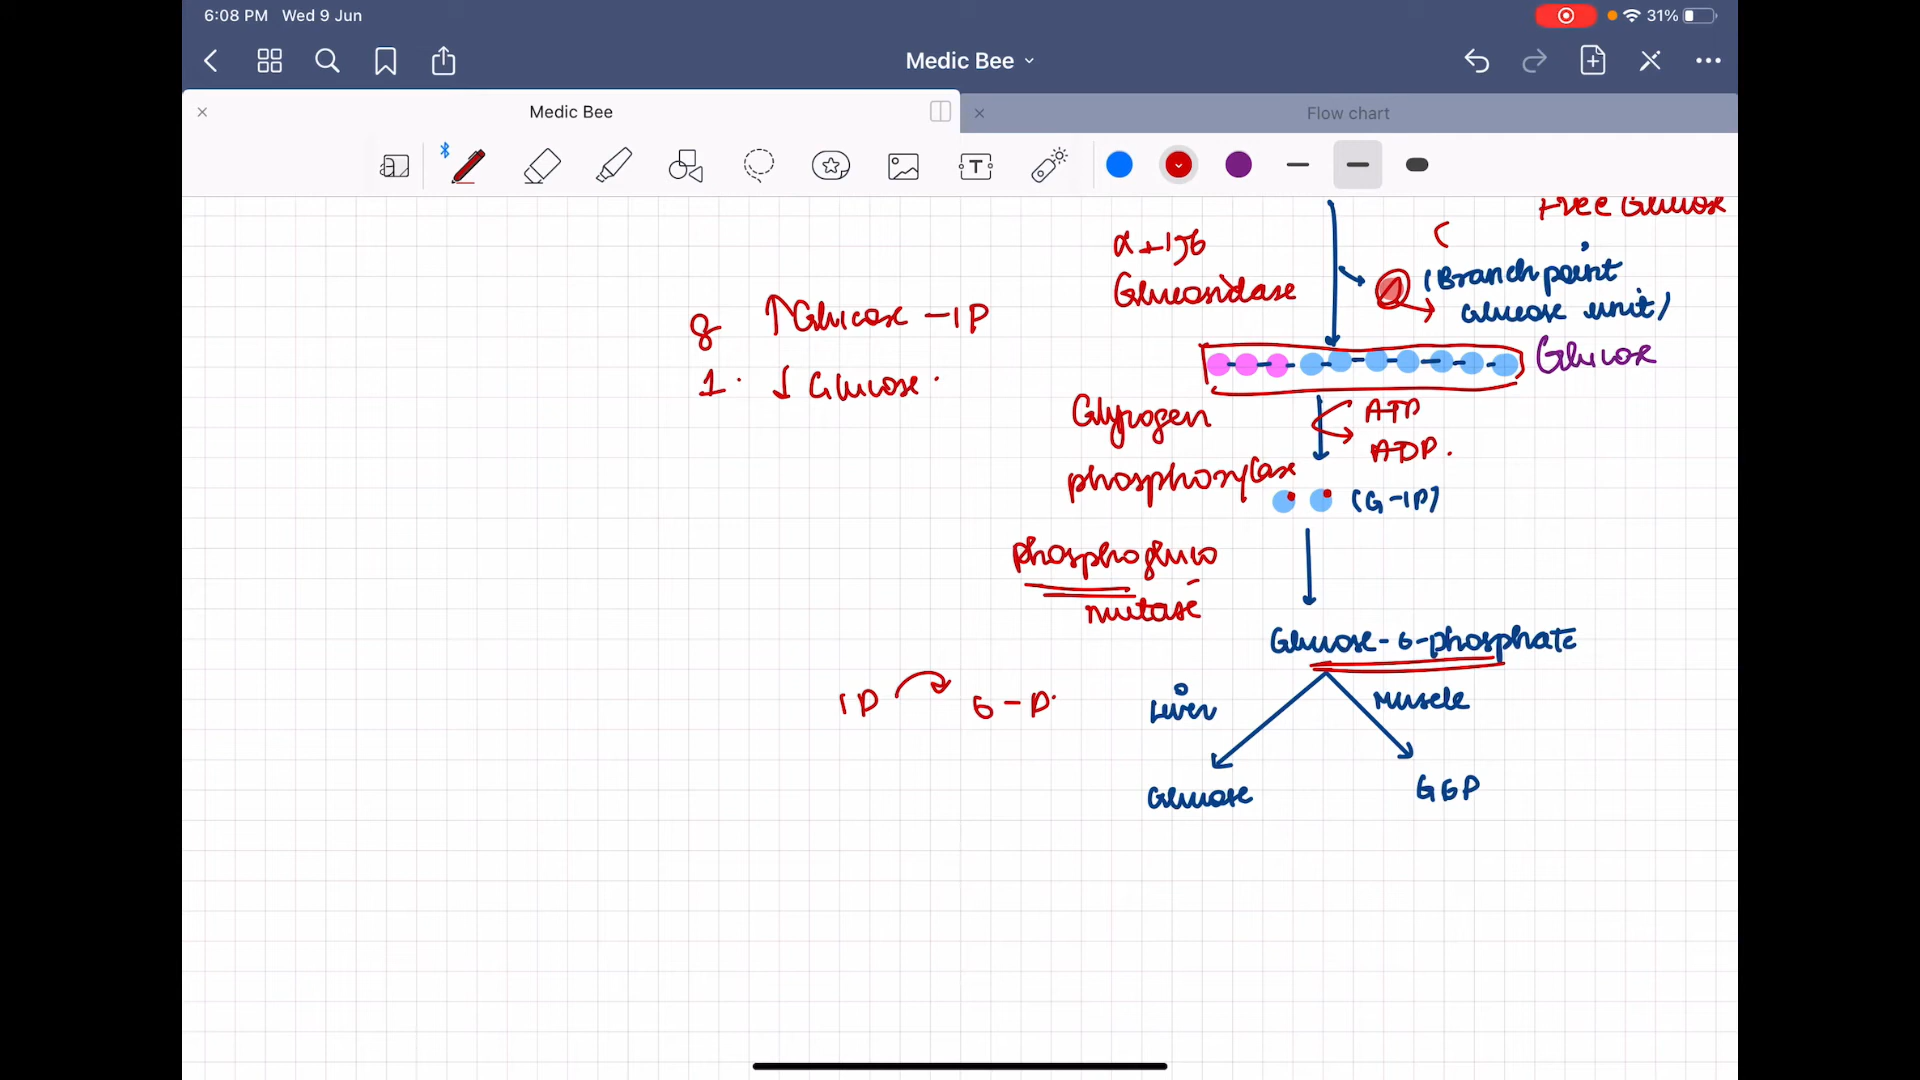 6:08 PM Wed 9 Jun
31%
Medic Bee
Medic Bee
Flow chart
Free Glucose
α-1,6
Glucosidase
(Branch point
Glucose unit)
8 ↑Glucose-1P
1. ↓ Glucose.
Glucose
Glycogen
phosphorylase
ATP
ADP.
(G-1P)
phosphogluco
mutase
Glucose-6-phosphate
1P 6-P.
Liver
Muscle
Glucose
G6P